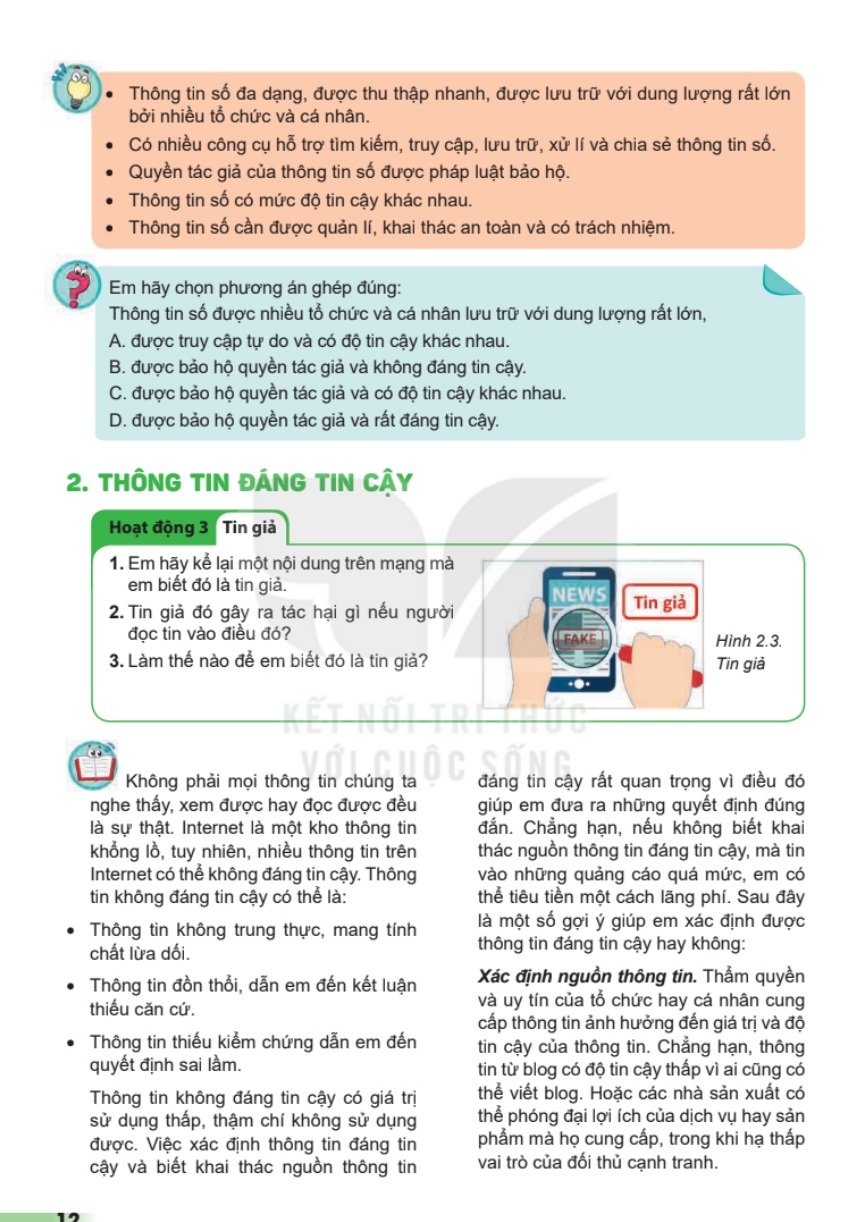 • Thông tin số đa dạng, được thu thập nhanh, được lưu trữ với dung lượng rất lớn
bởi nhiều tổ chức và cá nhân.
• Có nhiều công cụ hỗ trợ tìm kiếm, truy cập, lưu trữ, xử lí và chia sẻ thông tin số.
• Quyền tác giả của thông tin số được pháp luật bảo hộ.
• Thông tin số có mức độ tin cậy khác nhau.
• Thông tin số cần được quản lí, khai thác an toàn và có trách nhiệm.
?
Em hãy chọn phương án ghép đúng:
Thông tin số được nhiều tổ chức và cá nhân lưu trữ với dung lượng rất lớn,
A. được truy cập tự do và có độ tin cậy khác nhau.
B. được bảo hộ quyền tác giả và không đáng tin cậy.
C. được bảo hộ quyền tác giả và có độ tin cậy khác nhau.
D. được bảo hộ quyền tác giả và rất đáng tin cậy.
2. THÔNG TIN ĐÁNG TIN CẬY
Hoạt động 3 Tin giả
1. Em hãy kể lại một nội dung trên mạng mà
em biết đó là tin giả.
2. Tin giả đó gây ra tác hại gì nếu người
đọc tin vào điều đó?
3. Làm thế nào để em biết đó là tin giả?
NEWS
FAKE
Tin giả
Hình 2.3.
Tin giả
KẾT NỐI TRI THỨC
VỚI CUỘC SỐNG
Không phải mọi thông tin chúng ta
nghe thấy, xem được hay đọc được đều
là sự thật. Internet là một kho thông tin
khổng lồ, tuy nhiên, nhiều thông tin trên
Internet có thể không đáng tin cậy. Thông
tin không đáng tin cậy có thể là:
• Thông tin không trung thực, mang tính
chất lừa dối.
• Thông tin đồn thổi, dẫn em đến kết luận
thiếu căn cứ.
• Thông tin thiếu kiểm chứng dẫn em đến
quyết định sai lầm.
Thông tin không đáng tin cậy có giá trị
sử dụng thấp, thậm chí không sử dụng
được. Việc xác định thông tin đáng tin
cậy và biết khai thác nguồn thông tin
đáng tin cậy rất quan trọng vì điều đó
giúp em đưa ra những quyết định đúng
đắn. Chẳng hạn, nếu không biết khai
thác nguồn thông tin đáng tin cậy, mà tin
vào những quảng cáo quá mức, em có
thể tiêu tiền một cách lãng phí. Sau đây
là một số gợi ý giúp em xác định được
thông tin đáng tin cậy hay không:
Xác định nguồn thông tin. Thẩm quyền
và uy tín của tổ chức hay cá nhân cung
cấp thông tin ảnh hưởng đến giá trị và độ
tin cậy của thông tin. Chẳng hạn, thông
tin từ blog có độ tin cậy thấp vì ai cũng có
thể viết blog. Hoặc các nhà sản xuất có
thể phóng đại lợi ích của dịch vụ hay sản
phẩm mà họ cung cấp, trong khi hạ thấp
vai trò của đối thủ cạnh tranh.
12